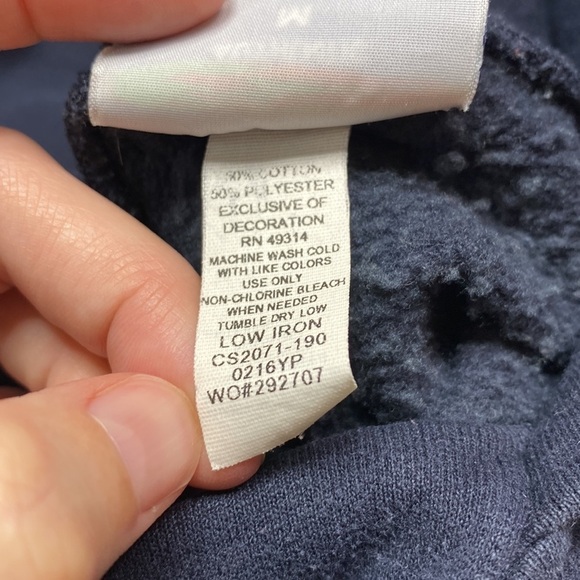 M
50% COTTON
50% POLYESTER
EXCLUSIVE OF
DECORATION
RN 49314
MACHINE WASH COLD
WITH LIKE COLORS
USE ONLY
NON-CHLORINE BLEACH
WHEN NEEDED
TUMBLE DRY LOW
LOW IRON
CS2071-190
0216YP
WO#292707